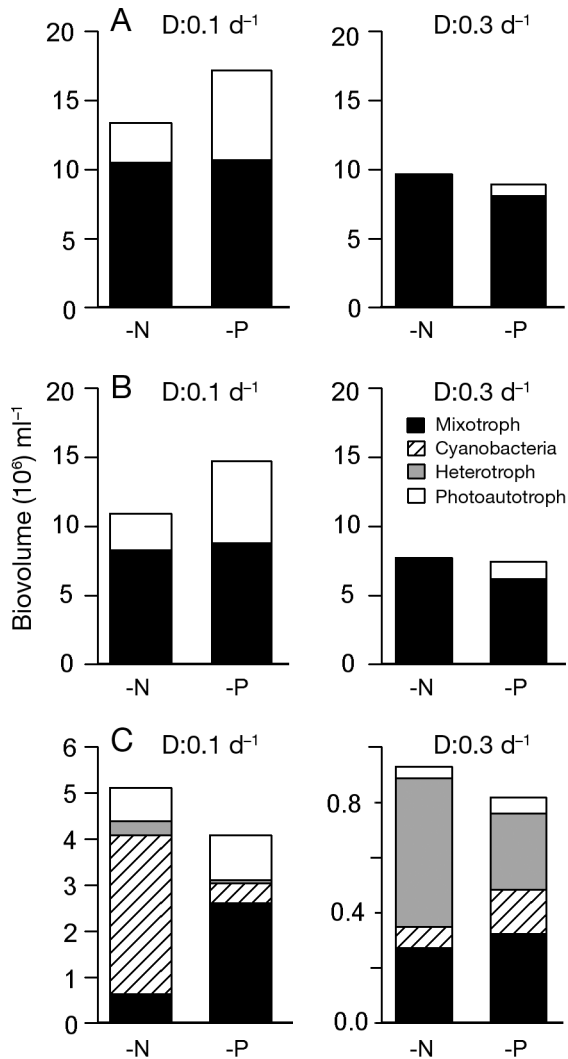 A D:0.1 d⁻¹ D:0.3 d⁻¹
20 20
15 15
10 10
5 5
0 0
-N -P -N -P
B D:0.1 d⁻¹ D:0.3 d⁻¹
20 20
Mixotroph
15 15
Cyanobacteria
Heterotroph
Photoautotroph
10 10
5 5
0 0
-N -P -N -P
Biovolume (10⁶) ml⁻¹
C D:0.1 d⁻¹ D:0.3 d⁻¹
6
5
0.8
4
3
0.4
2
1
0 0.0
-N -P -N -P